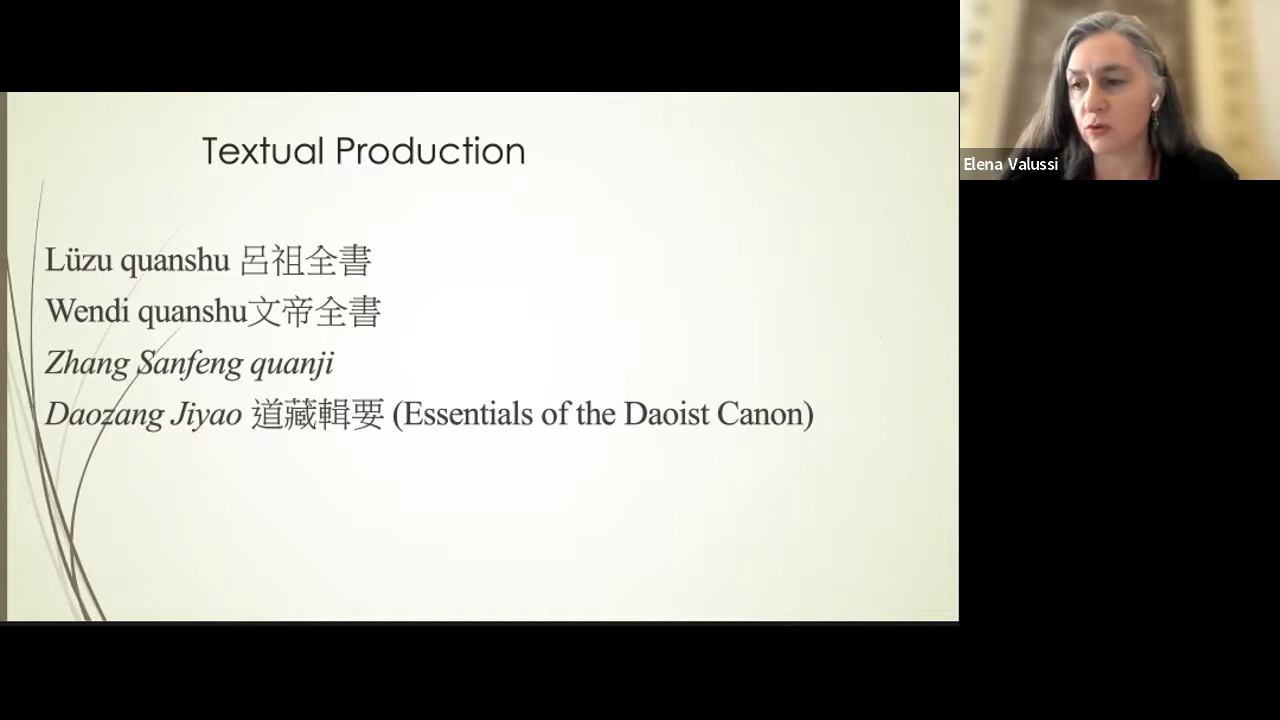 Textual Production
Lüzu quanshu 呂祖全書
Wendi quanshu文帝全書
Zhang Sanfeng quanji
Daozang Jiyao 道藏輯要 (Essentials of the Daoist Canon)
Elena Valussi